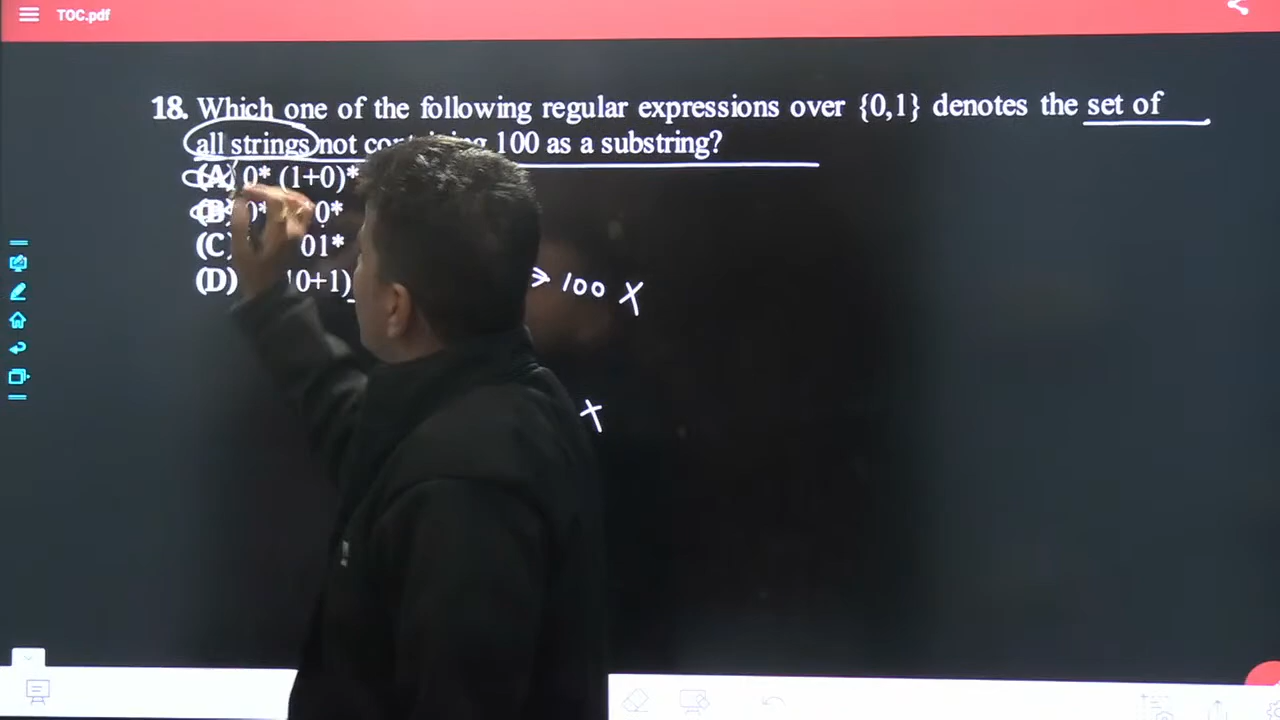 TOC.pdf
18. Which one of the following regular expressions over {0,1} denotes the set of
all strings not 100 as a substring?
(A) 0* (1+0)*
(B) 0* 0*
(C) 01*
(D) 10+1)
100 X
X